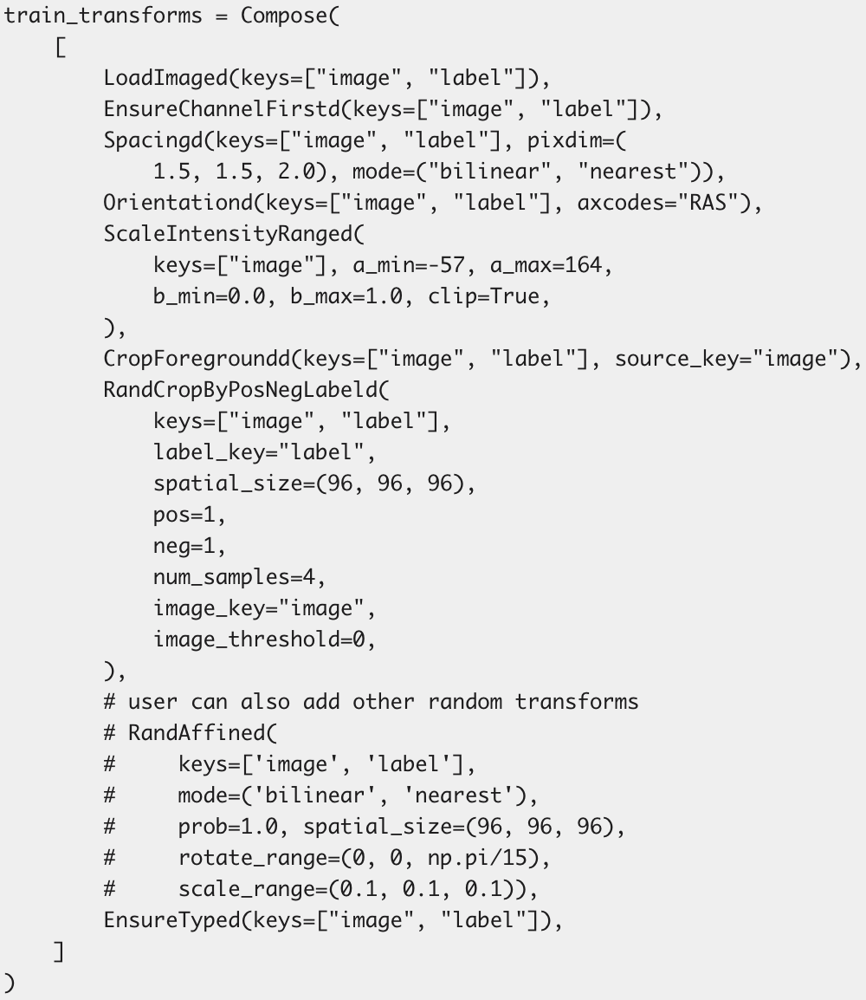 train_transforms = Compose(
    [
        LoadImaged(keys=["image", "label"]),
        EnsureChannelFirstd(keys=["image", "label"]),
        Spacingd(keys=["image", "label"], pixdim=(
            1.5, 1.5, 2.0), mode=("bilinear", "nearest")),
        Orientationd(keys=["image", "label"], axcodes="RAS"),
        ScaleIntensityRanged(
            keys=["image"], a_min=-57, a_max=164,
            b_min=0.0, b_max=1.0, clip=True,
        ),
        CropForegroundd(keys=["image", "label"], source_key="image"),
        RandCropByPosNegLabeld(
            keys=["image", "label"],
            label_key="label",
            spatial_size=(96, 96, 96),
            pos=1,
            neg=1,
            num_samples=4,
            image_key="image",
            image_threshold=0,
        ),
        # user can also add other random transforms
        # RandAffined(
        #     keys=['image', 'label'],
        #     mode=('bilinear', 'nearest'),
        #     prob=1.0, spatial_size=(96, 96, 96),
        #     rotate_range=(0, 0, np.pi/15),
        #     scale_range=(0.1, 0.1, 0.1)),
        EnsureTyped(keys=["image", "label"]),
    ]
)